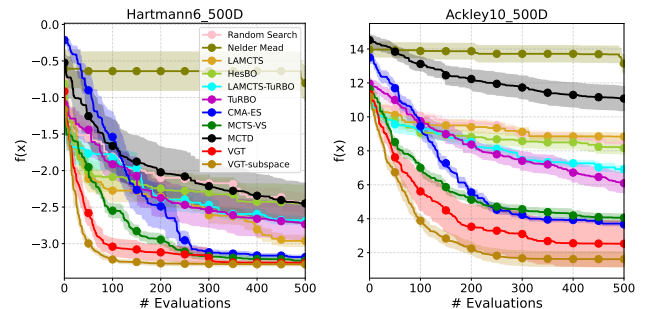 Hartmann6_500D
0.0
−0.5
−1.0
−1.5
−2.0
−2.5
−3.0
f(x)
0
100
200
300
400
500
# Evaluations
Random Search
Nelder Mead
LAMCTS
HesBO
LAMCTS-TuRBO
TuRBO
CMA-ES
MCTS-VS
MCTD
VGT
VGT-subspace
Ackley10_500D
14
12
10
8
6
4
2
f(x)
0
100
200
300
400
500
# Evaluations